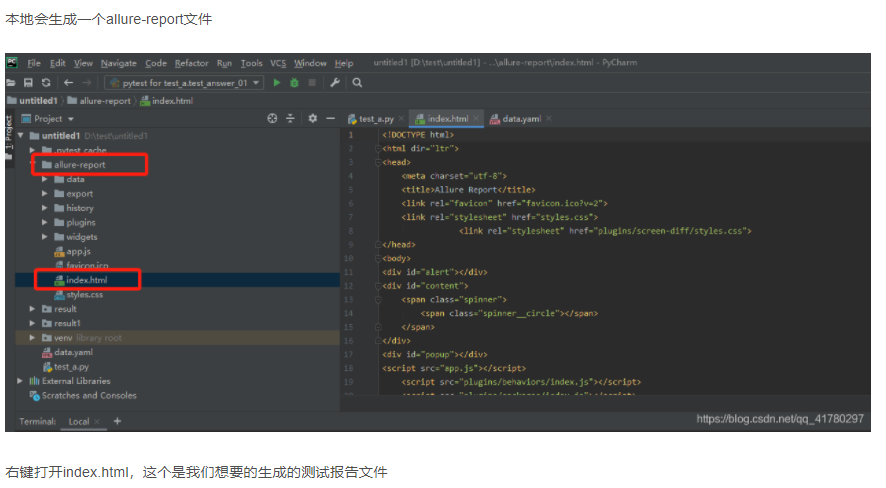 本地会生成一个allure-report文件
File Edit View Navigate Code Refactor Run Tools VCS Window Help untitled1 [D:\test\untitled1] - ...\allure-report\index.html - PyCharm
pytest for test_a.test_answer_01
untitled1 allure-report index.html
Project test_a.py index.html data.yaml
1: Project
untitled1 D:\test\untitled1
.pytest_cache
allure-report
data
export
history
plugins
widgets
app.js
favicon.ico
index.html
styles.css
result
result1
venv library root
data.yaml
test_a.py
External Libraries
Scratches and Consoles
1 <!DOCTYPE html>
2 <html dir="ltr">
3 <head>
4 <meta charset="utf-8">
5 <title>Allure Report</title>
6 <link rel="favicon" href="favicon.ico?v=2">
7 <link rel="stylesheet" href="styles.css">
8 <link rel="stylesheet" href="plugins/screen-diff/styles.css">
9 </head>
10 <body>
11 <div id="alert"></div>
12 <div id="content">
13 <span class="spinner">
14 <span class="spinner__circle"></span>
15 </span>
16 </div>
17 <div id="popup"></div>
18 <script src="app.js"></script>
19 <script src="plugins/behaviors/index.js"></script>
Terminal: Local +
https://blog.csdn.net/qq_41780297
右键打开index.html，这个是我们想要的生成的测试报告文件